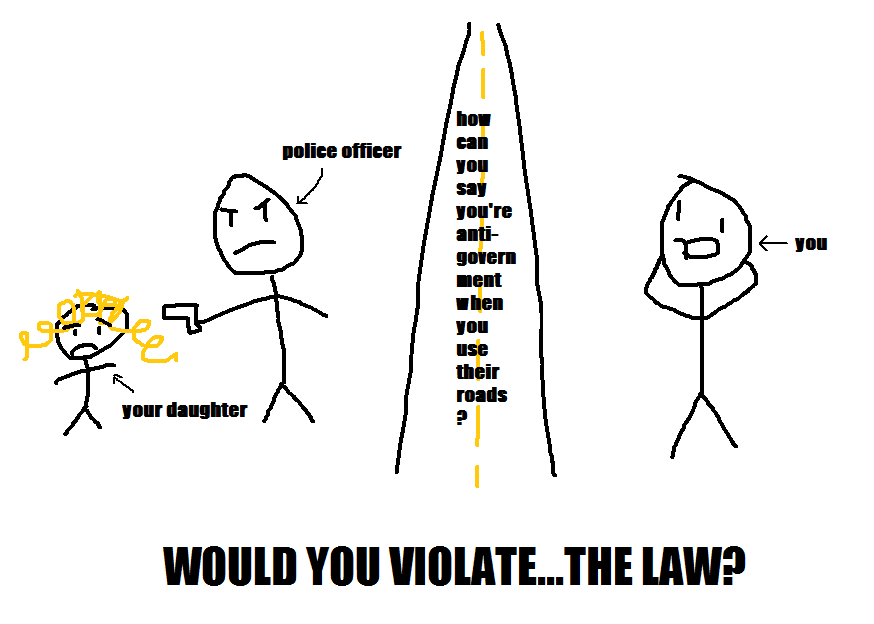 police officer
how
can
you
say
you're
anti-
govern
ment
when
you
use
their
roads
?
you
your daughter
WOULD YOU VIOLATE...THE LAW?